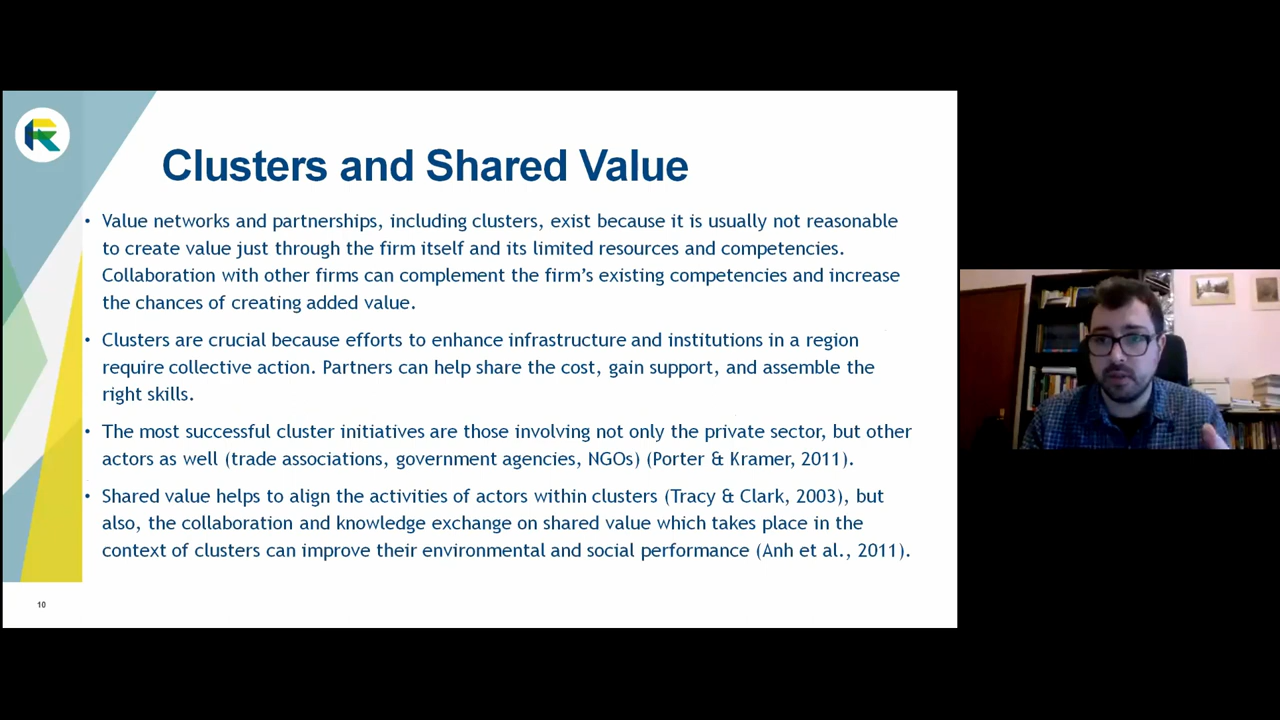 Clusters and Shared Value
• Value networks and partnerships, including clusters, exist because it is usually not reasonable
to create value just through the firm itself and its limited resources and competencies.
Collaboration with other firms can complement the firm’s existing competencies and increase
the chances of creating added value.
• Clusters are crucial because efforts to enhance infrastructure and institutions in a region
require collective action. Partners can help share the cost, gain support, and assemble the
right skills.
• The most successful cluster initiatives are those involving not only the private sector, but other
actors as well (trade associations, government agencies, NGOs) (Porter & Kramer, 2011).
• Shared value helps to align the activities of actors within clusters (Tracy & Clark, 2003), but
also, the collaboration and knowledge exchange on shared value which takes place in the
context of clusters can improve their environmental and social performance (Anh et al., 2011).
10